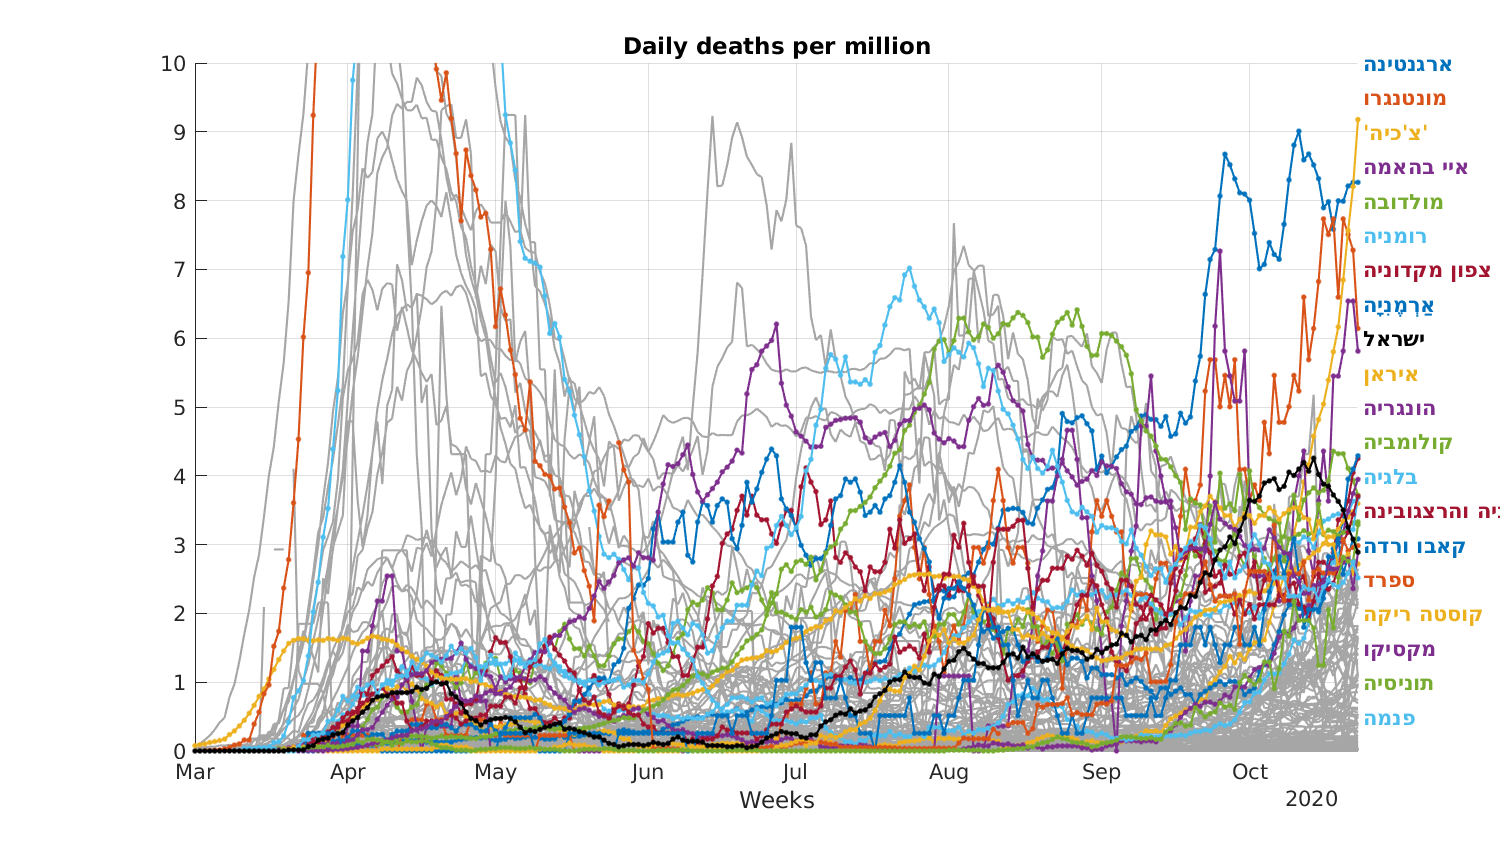 Daily deaths per million
10
9
8
7
6
5
4
3
2
1
0
Mar Apr May Jun Jul Aug Sep Oct
Weeks
2020
ארגנטינה
מונטנגרו
'צ'כיה'
איי בהאמה
מולדובה
רומניה
צפון מקדוניה
אַרְמֶנִיָה
ישראל
איראן
הונגריה
קולומביה
בלגיה
יה והרצגובינה
קאבו ורדה
ספרד
קוסטה ריקה
מקסיקו
תוניסיה
פנמה